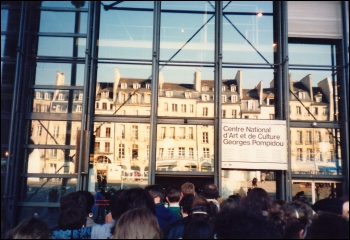 Centre National
d'Art et de Culture
Georges Pompidou